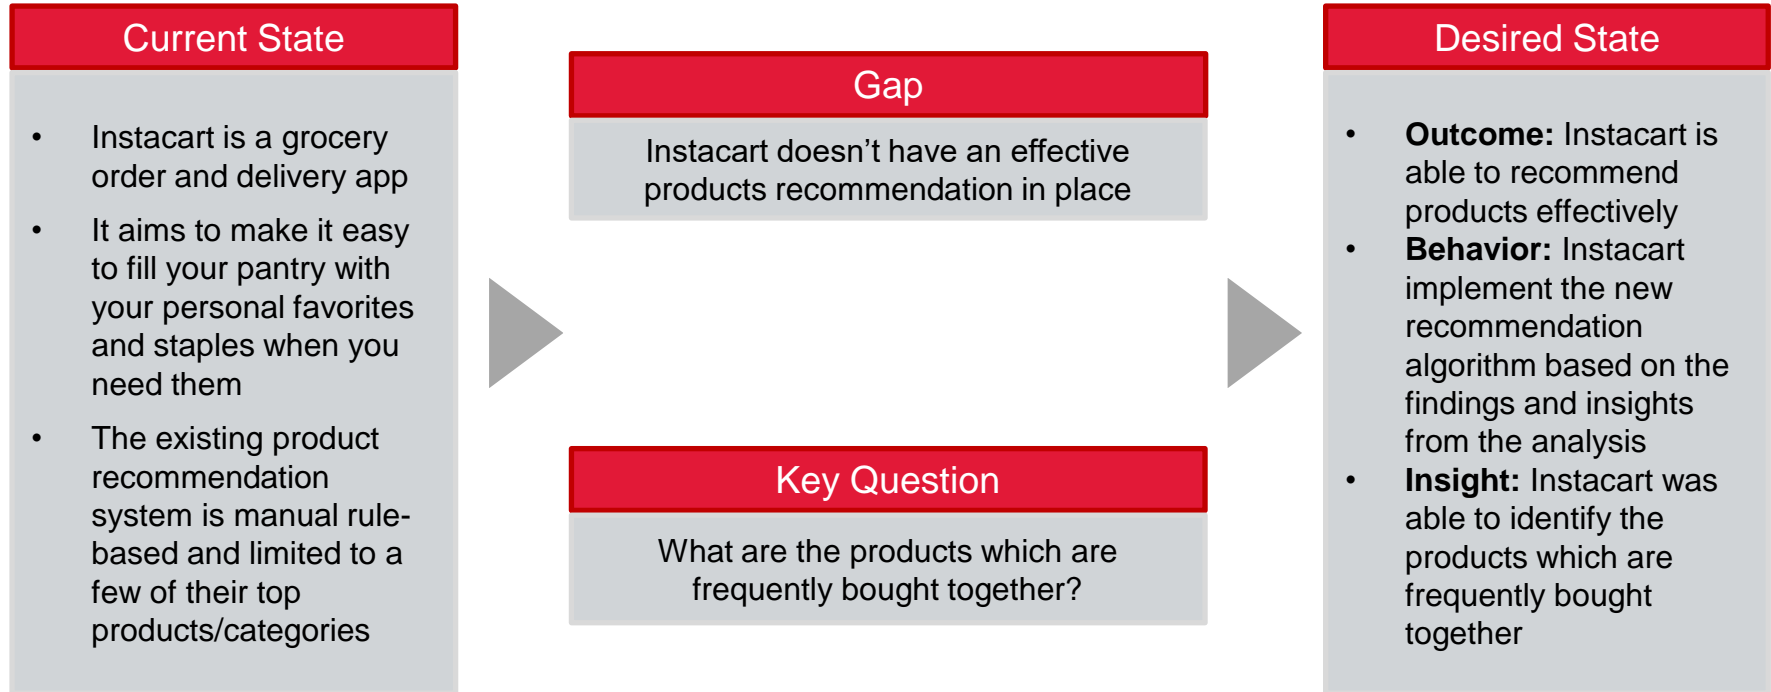 Current State
• Instacart is a grocery
order and delivery app
• It aims to make it easy
to fill your pantry with
your personal favorites
and staples when you
need them
• The existing product
recommendation
system is manual rule-
based and limited to a
few of their top
products/categories
Gap
Instacart doesn’t have an effective
products recommendation in place
Key Question
What are the products which are
frequently bought together?
Desired State
• Outcome: Instacart is
able to recommend
products effectively
• Behavior: Instacart
implement the new
recommendation
algorithm based on the
findings and insights
from the analysis
• Insight: Instacart was
able to identify the
products which are
frequently bought
together